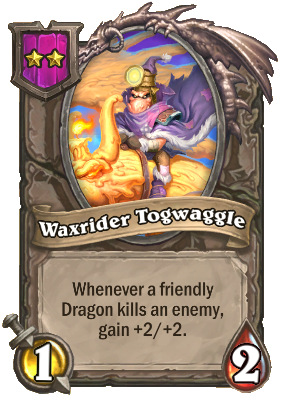 Waxrider Togwaggle
Whenever a friendly
Dragon kills an enemy,
gain +2/+2.
1
2